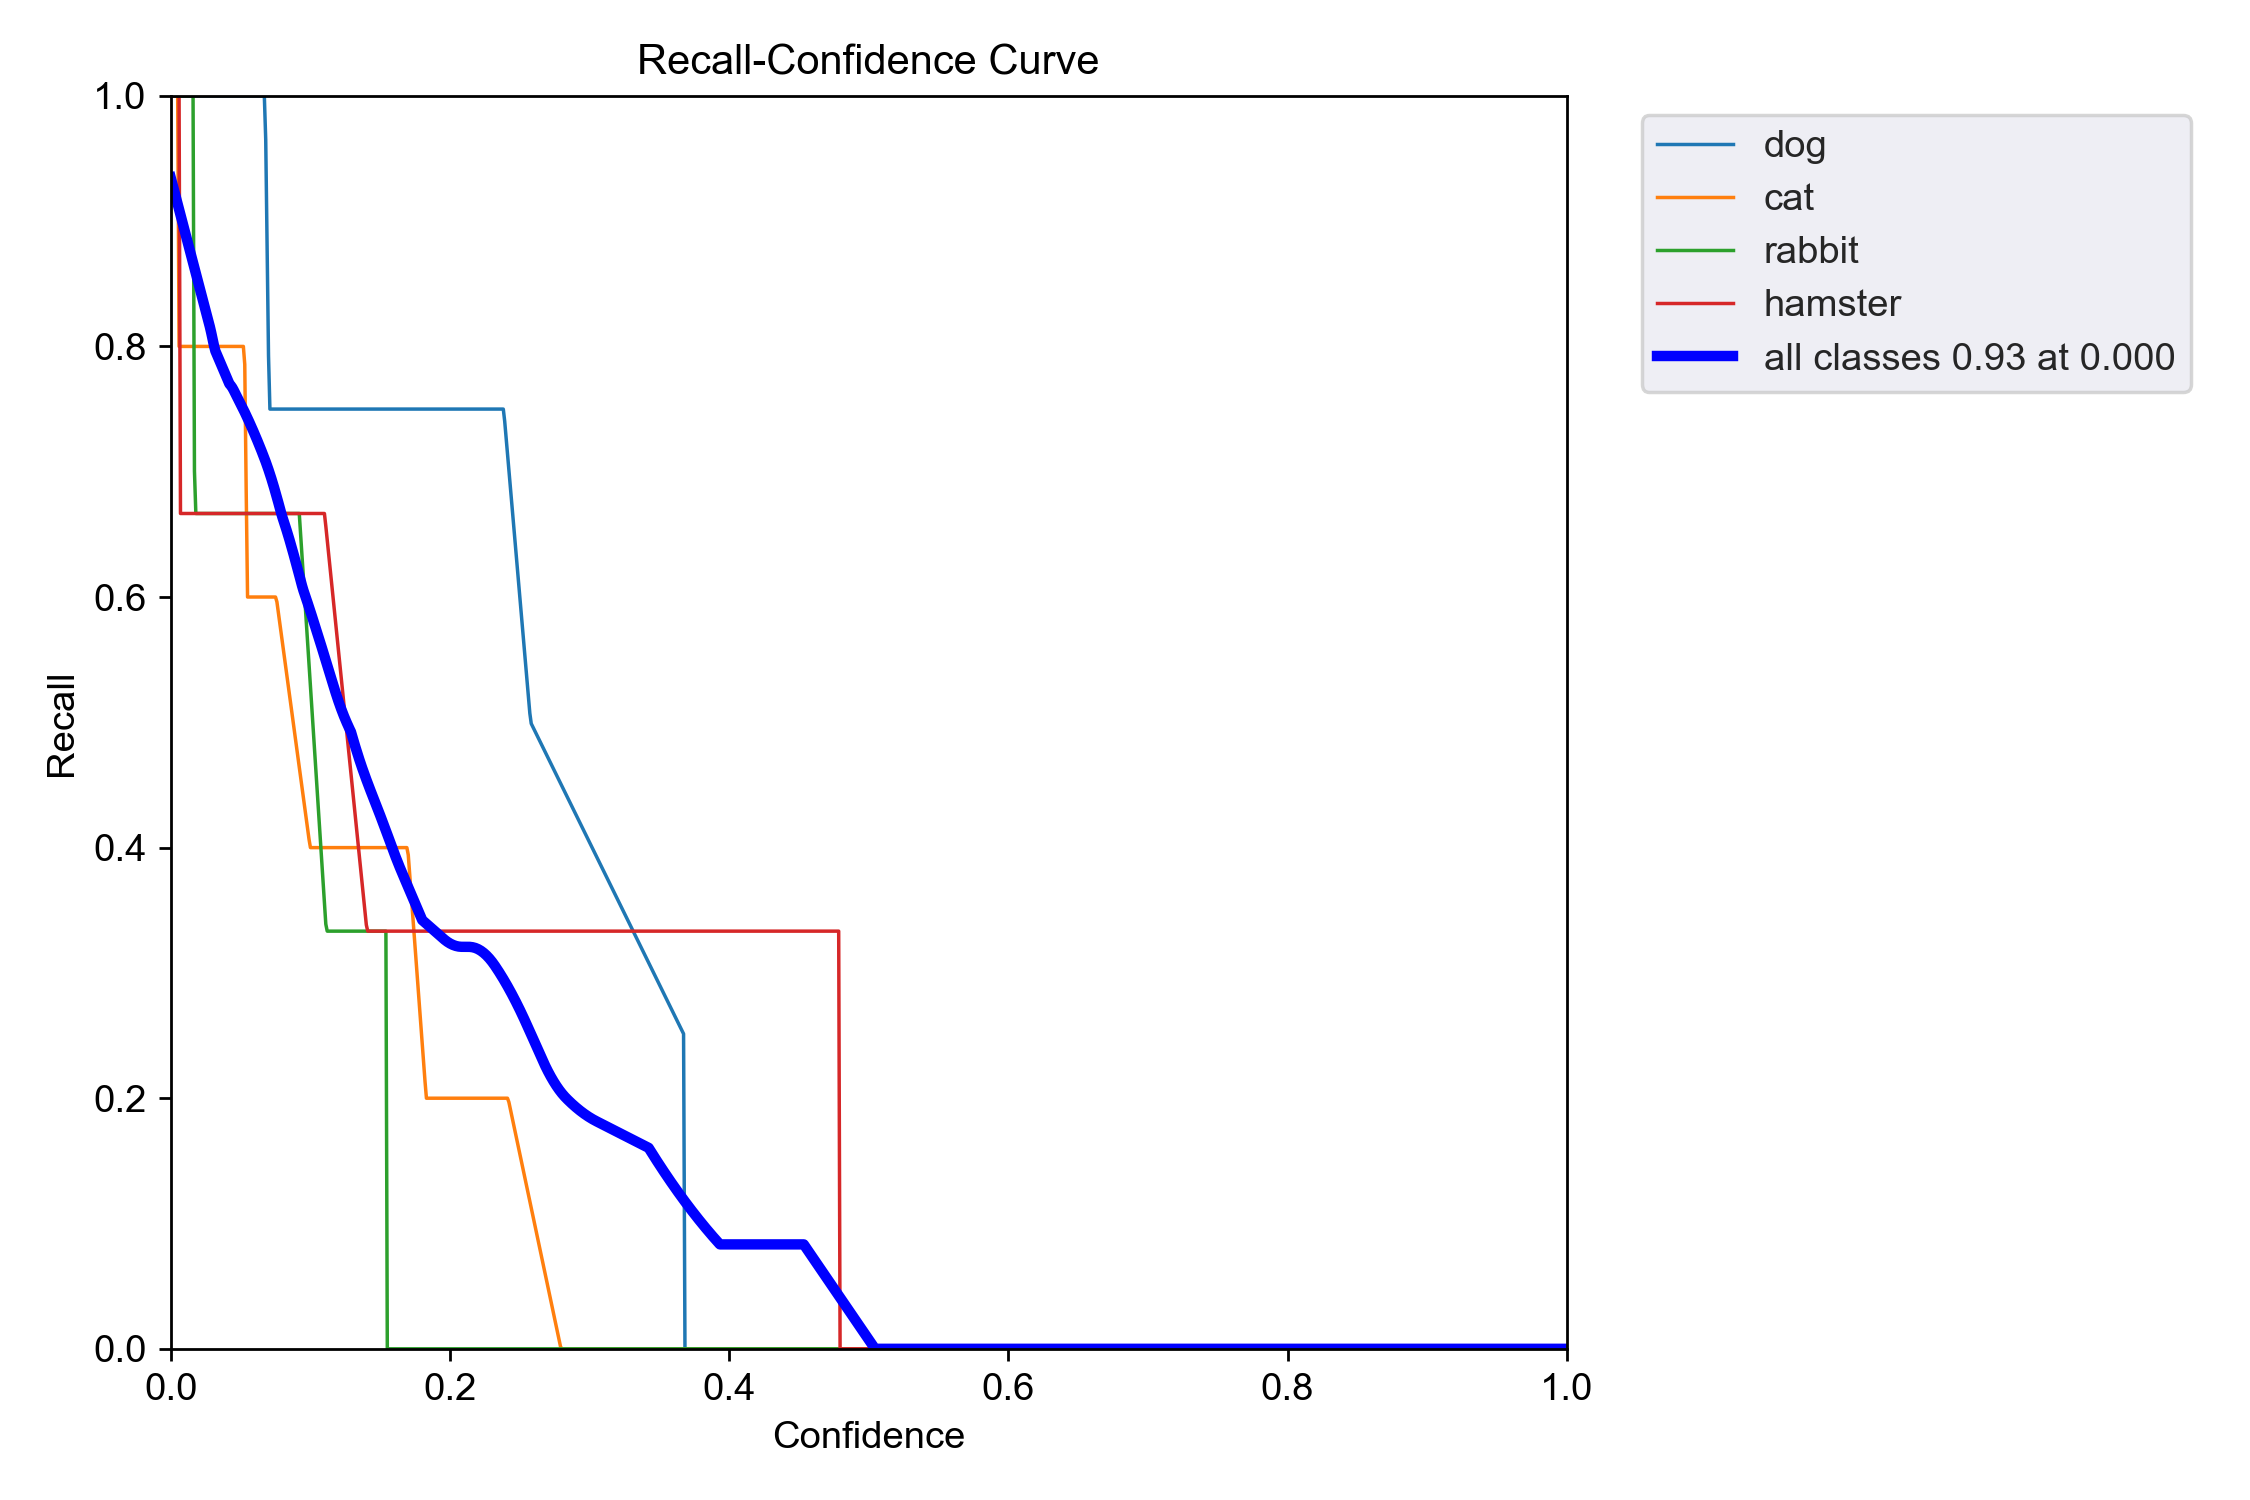 Recall-Confidence Curve
1.0
0.8
0.6
0.4
0.2
0.0
Recall
0.0 0.2 0.4 0.6 0.8 1.0
Confidence
dog
cat
rabbit
hamster
all classes 0.93 at 0.000